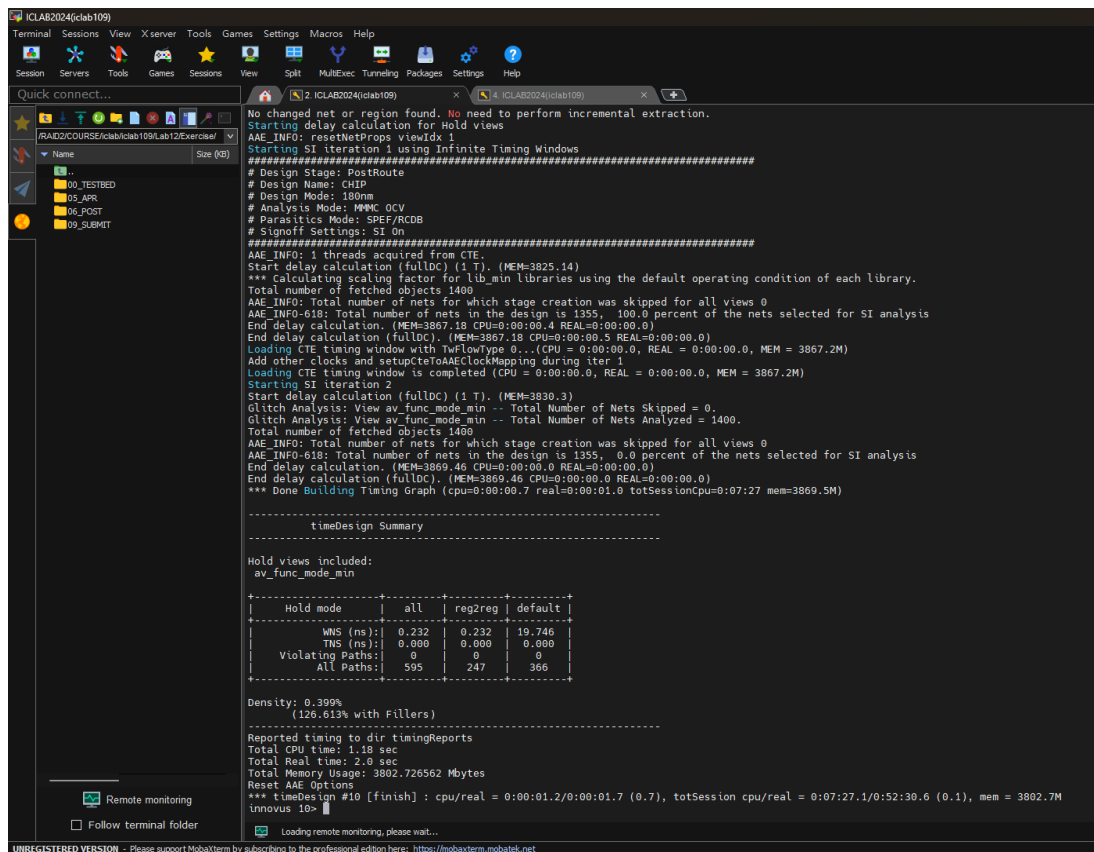 ICLAB2024(iclab109)
Terminal Sessions View X server Tools Games Settings Macros Help
Session Servers Tools Games Sessions View Split MultiExec Tunneling Packages Settings Help
Quick connect...
2. ICLAB2024(iclab109) × 4. ICLAB2024(iclab109) ×
/RAID2/COURSE/iclab/iclab109/Lab12/Exercise/
Name Size (KB)
..
00_TESTBED
05_APR
06_POST
09_SUBMIT
No changed net or region found. No need to perform incremental extraction.
Starting delay calculation for Hold views
AAE_INFO: resetNetProps viewIdx 1
Starting SI iteration 1 using Infinite Timing Windows
################################################################################
# Design Stage: PostRoute
# Design Name: CHIP
# Design Mode: 180nm
# Analysis Mode: MMMC OCV
# Parasitics Mode: SPEF/RCDB
# Signoff Settings: SI On
################################################################################
AAE_INFO: 1 threads acquired from CTE.
Start delay calculation (fullDC) (1 T). (MEM=3825.14)
*** Calculating scaling factor for lib_min libraries using the default operating condition of each library.
Total number of fetched objects 1400
AAE_INFO: Total number of nets for which stage creation was skipped for all views 0
AAE_INFO-618: Total number of nets in the design is 1355, 100.0 percent of the nets selected for SI analysis
End delay calculation. (MEM=3867.18 CPU=0:00:00.4 REAL=0:00:00.0)
End delay calculation (fullDC). (MEM=3867.18 CPU=0:00:00.5 REAL=0:00:00.0)
Loading CTE timing window with TwFlowType 0...(CPU = 0:00:00.0, REAL = 0:00:00.0, MEM = 3867.2M)
Add other clocks and setupCteToAAEClockMapping during iter 1
Loading CTE timing window is completed (CPU = 0:00:00.0, REAL = 0:00:00.0, MEM = 3867.2M)
Starting SI iteration 2
Start delay calculation (fullDC) (1 T). (MEM=3830.3)
Glitch Analysis: View av_func_mode_min -- Total Number of Nets Skipped = 0.
Glitch Analysis: View av_func_mode_min -- Total Number of Nets Analyzed = 1400.
Total number of fetched objects 1400
AAE_INFO: Total number of nets for which stage creation was skipped for all views 0
AAE_INFO-618: Total number of nets in the design is 1355, 0.0 percent of the nets selected for SI analysis
End delay calculation. (MEM=3869.46 CPU=0:00:00.0 REAL=0:00:00.0)
End delay calculation (fullDC). (MEM=3869.46 CPU=0:00:00.0 REAL=0:00:00.0)
*** Done Building Timing Graph (cpu=0:00:00.7 real=0:00:01.0 totSessionCpu=0:07:27 mem=3869.5M)
------------------------------------------------------------------
timeDesign Summary
------------------------------------------------------------------
Hold views included:
av_func_mode_min
+--------------------+---------+---------+---------+
| Hold mode | all | reg2reg | default |
+--------------------+---------+---------+---------+
| WNS (ns):| 0.232 | 0.232 | 19.746 |
| TNS (ns):| 0.000 | 0.000 | 0.000 |
| Violating Paths:| 0 | 0 | 0 |
| All Paths:| 595 | 247 | 366 |
+--------------------+---------+---------+---------+
Density: 0.399%
(126.613% with Fillers)
------------------------------------------------------------------
Reported timing to dir timingReports
Total CPU time: 1.18 sec
Total Real time: 2.0 sec
Total Memory Usage: 3802.726562 Mbytes
Reset AAE Options
*** timeDesign #10 [finish] : cpu/real = 0:00:01.2/0:00:01.7 (0.7), totSession cpu/real = 0:07:27.1/0:52:30.6 (0.1), mem = 3802.7M
innovus 10>
Remote monitoring
Follow terminal folder
Loading remote monitoring, please wait...
UNREGISTERED VERSION - Please support MobaXterm by subscribing to the professional edition here: https://mobaxterm.mobatek.net